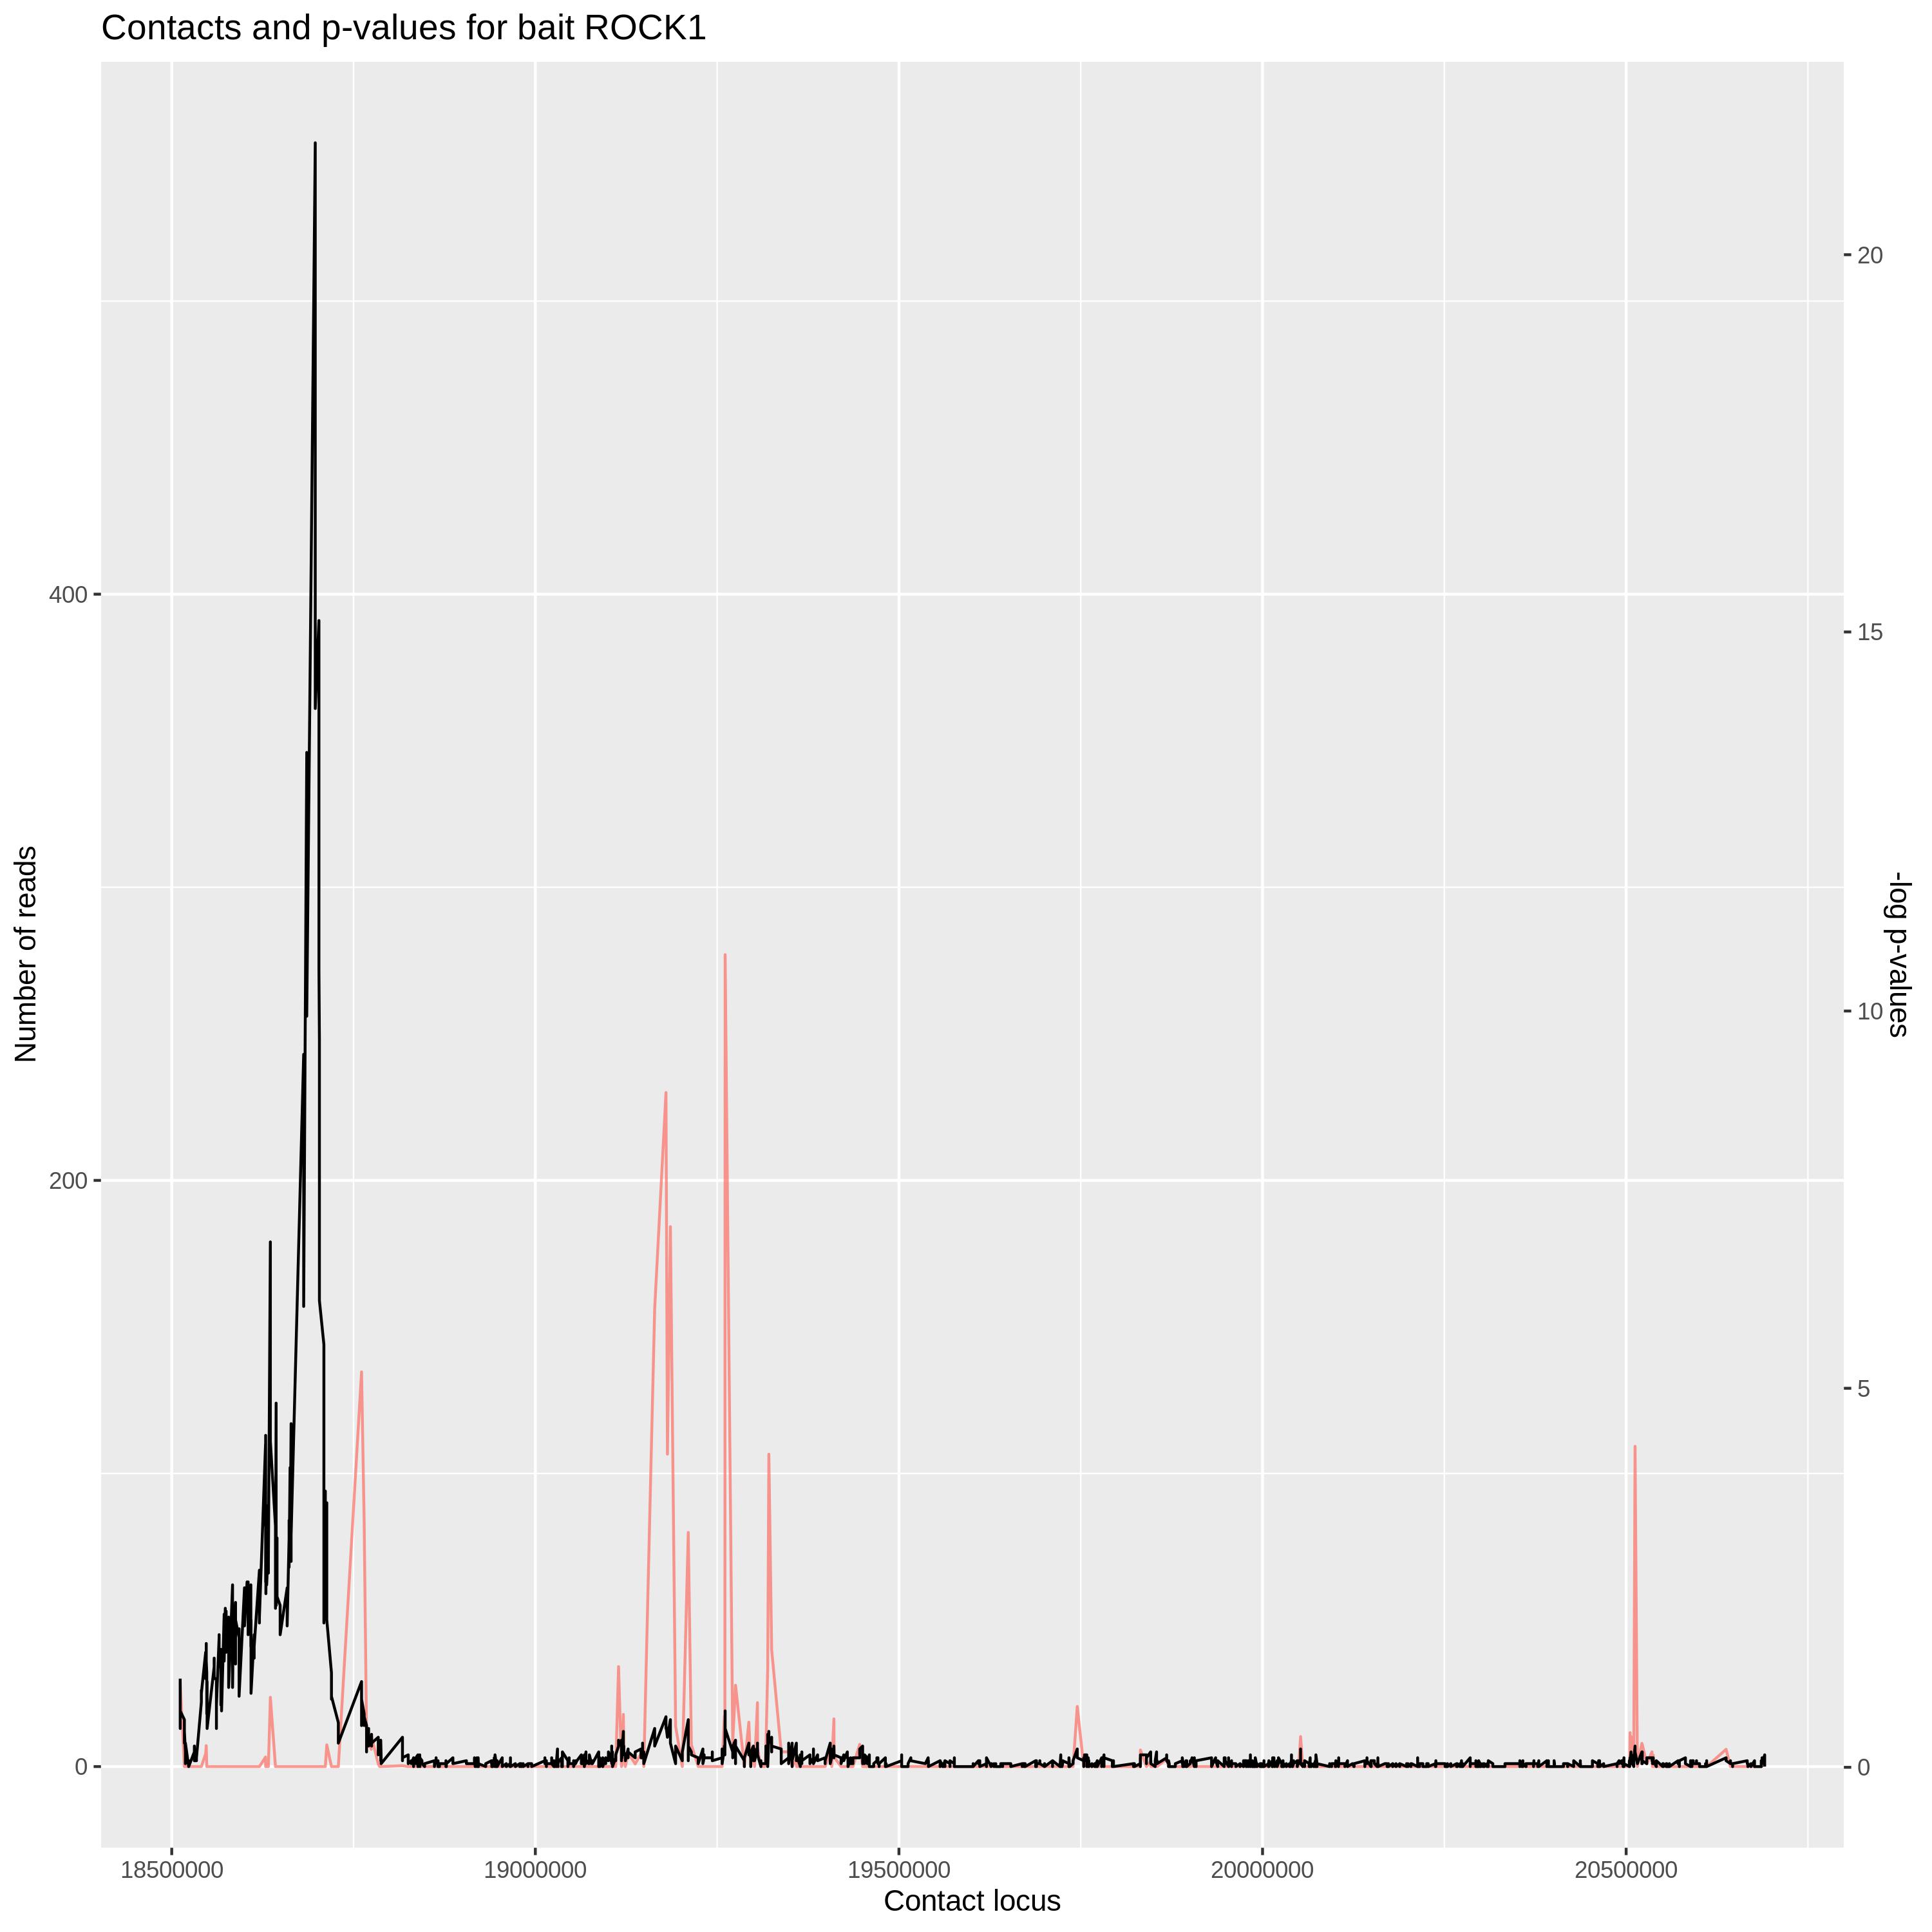 Contacts and p-values for bait ROCK1
Number of reads
400
200
0
20
15
10
5
0
-log p-values
18500000 19000000 19500000 20000000 20500000
Contact locus